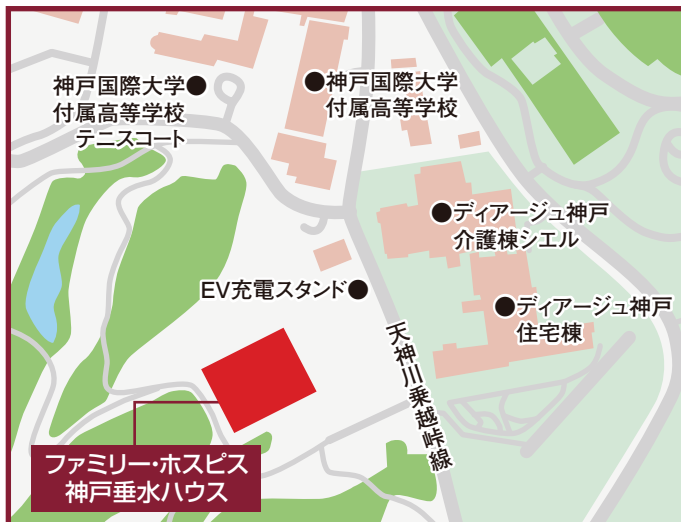 神戸国際大学
付属高等学校
テニスコート
神戸国際大学
付属高等学校
ディアージュ神戸
介護棟シエル
EV充電スタンド
ディアージュ神戸
住宅棟
天神川乗越峠線
ファミリー・ホスピス
神戸垂水ハウス